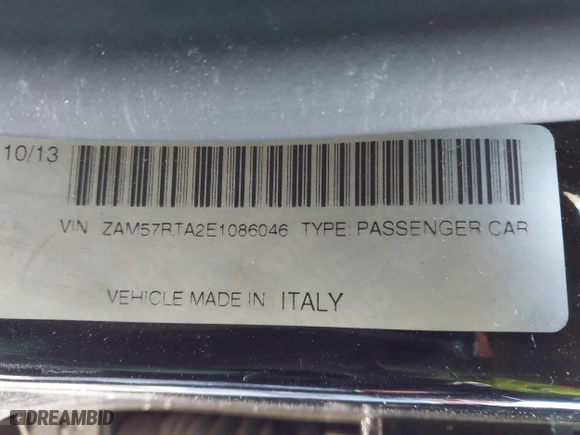 10/13
VIN ZAM57RTA2E1086046 TYPE: PASSENGER CAR
VEHICLE MADE IN ITALY
DREAMBID